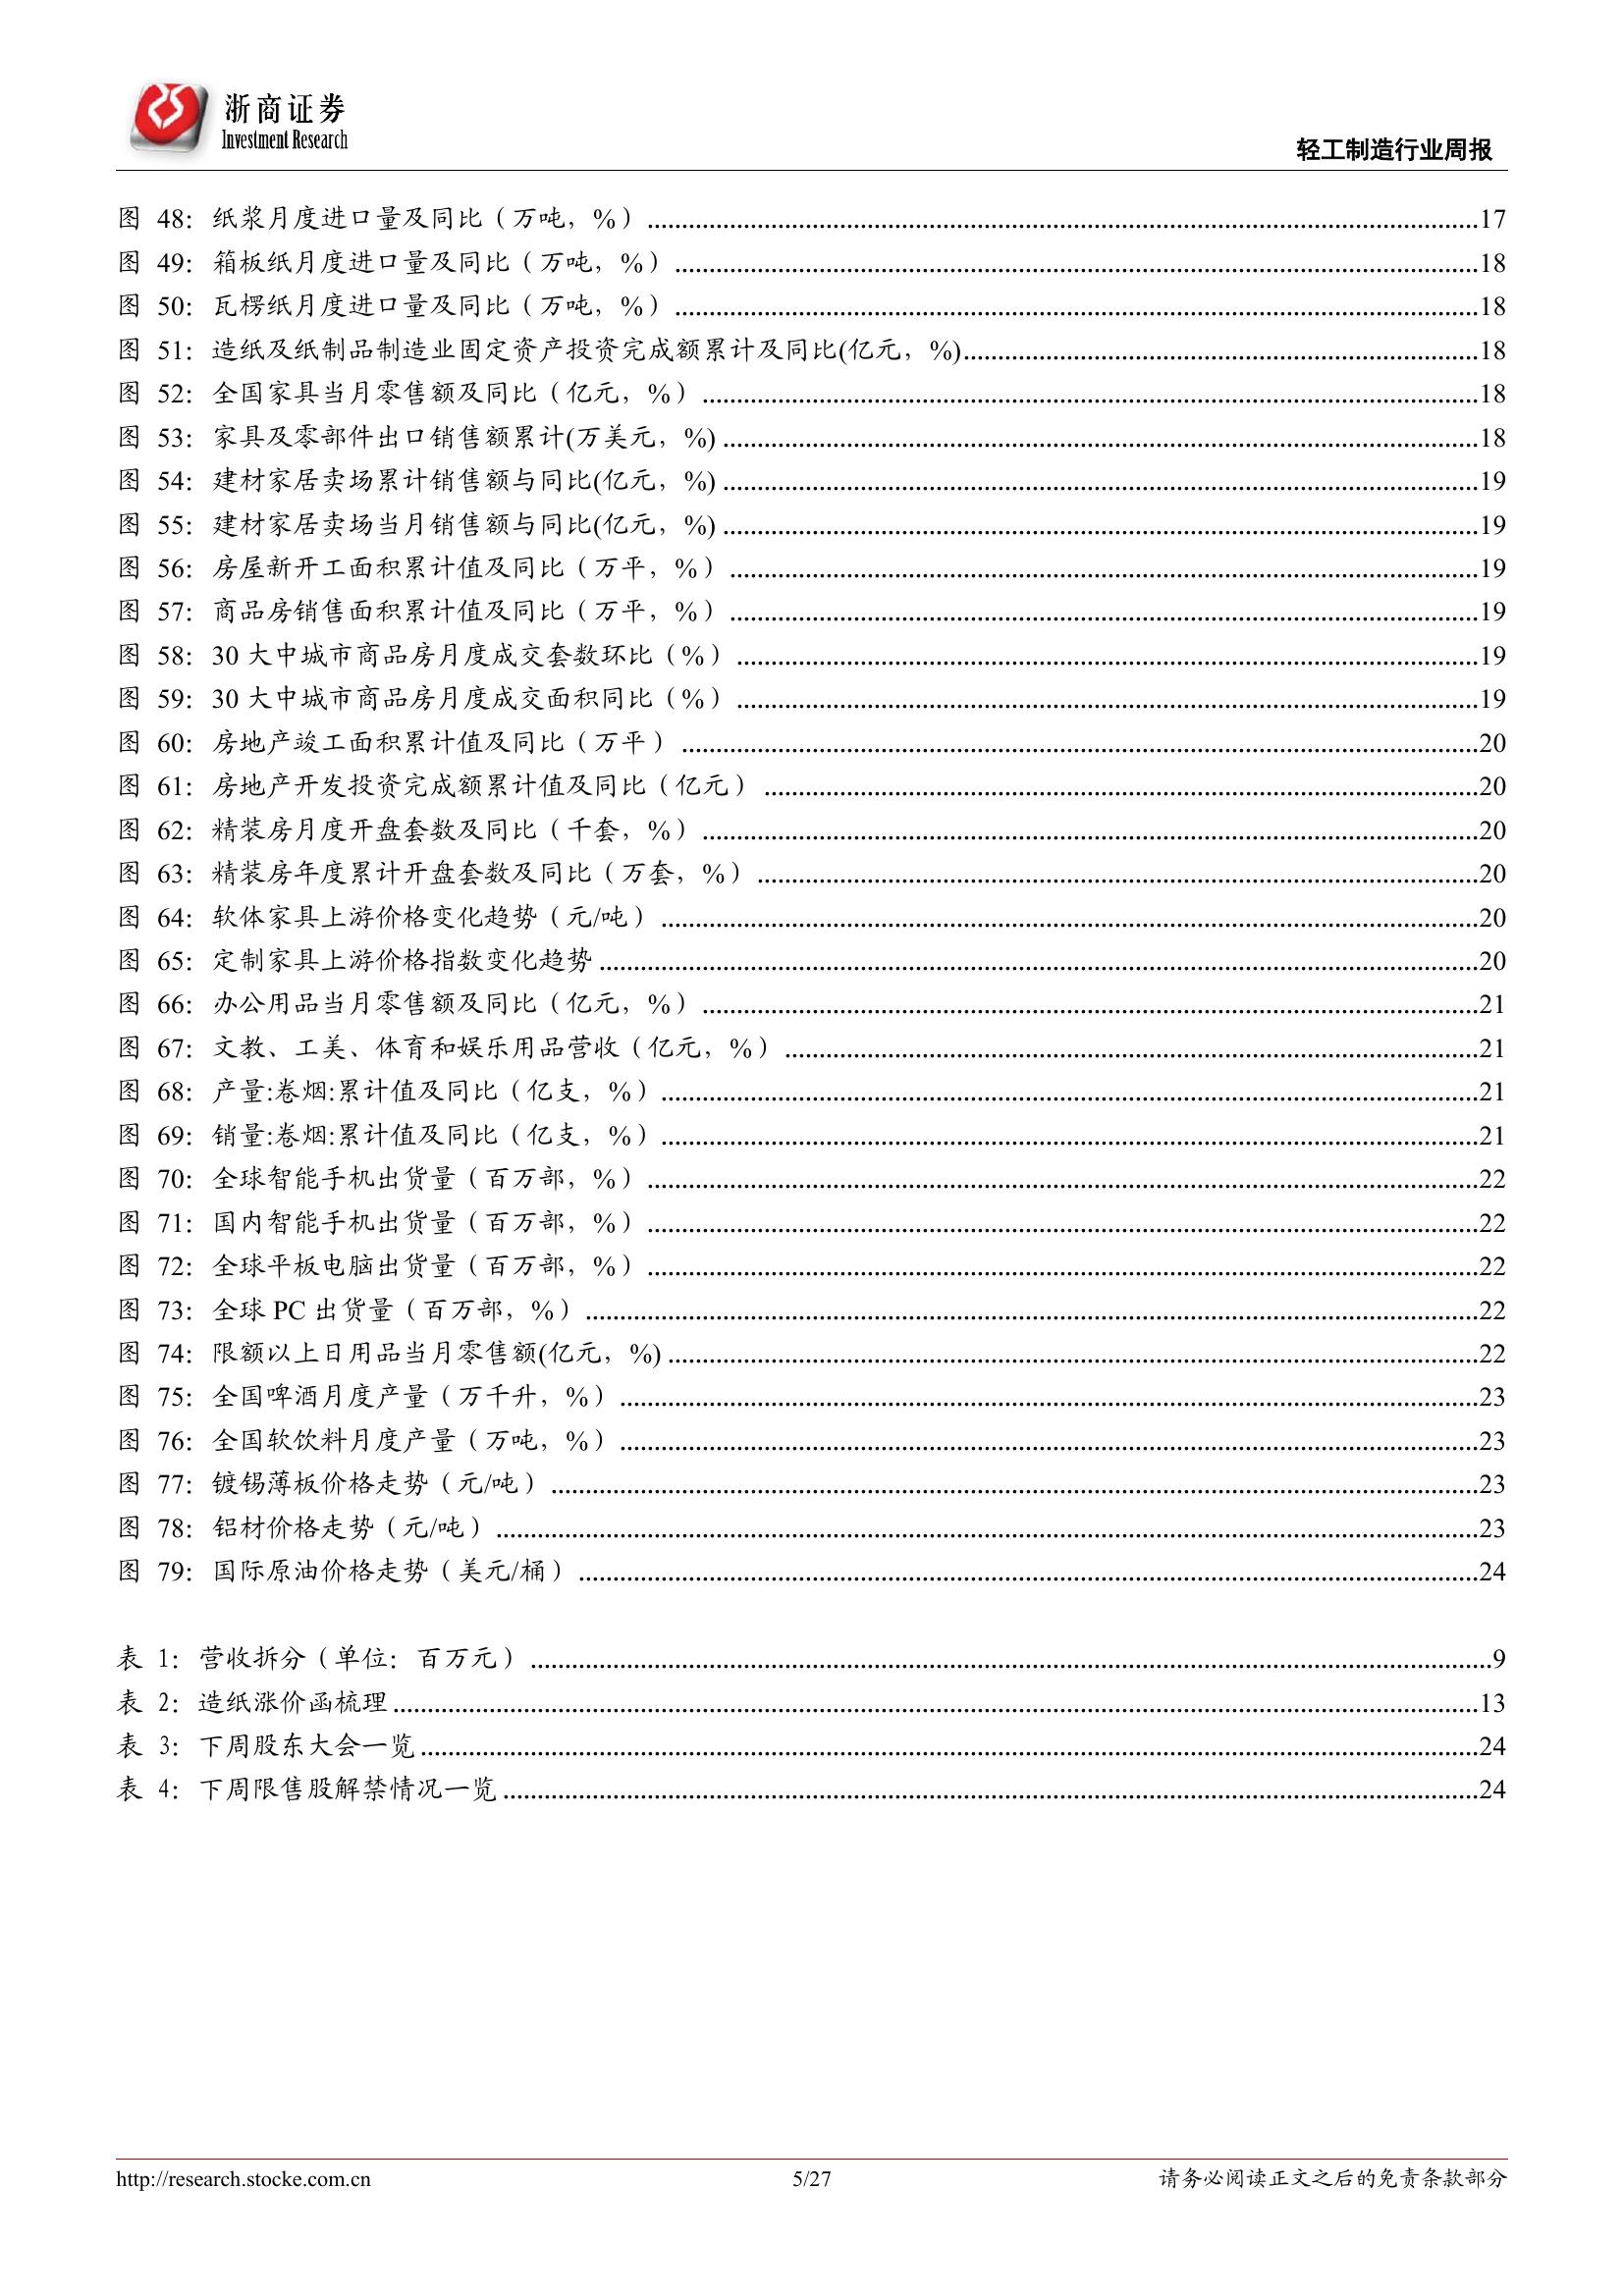 浙商证券
Investment Research
轻工制造行业周报
图 48：纸浆月度进口量及同比（万吨，%）17
图 49：箱板纸月度进口量及同比（万吨，%）18
图 50：瓦楞纸月度进口量及同比（万吨，%）18
图 51：造纸及纸制品制造业固定资产投资完成额累计及同比(亿元，%)18
图 52：全国家具当月零售额及同比（亿元，%）18
图 53：家具及零部件出口销售额累计(万美元，%)18
图 54：建材家居卖场累计销售额与同比(亿元，%)19
图 55：建材家居卖场当月销售额与同比(亿元，%)19
图 56：房屋新开工面积累计值及同比（万平，%）19
图 57：商品房销售面积累计值及同比（万平，%）19
图 58：30 大中城市商品房月度成交套数环比（%）19
图 59：30 大中城市商品房月度成交面积同比（%）19
图 60：房地产竣工面积累计值及同比（万平）20
图 61：房地产开发投资完成额累计值及同比（亿元）20
图 62：精装房月度开盘套数及同比（千套，%）20
图 63：精装房年度累计开盘套数及同比（万套，%）20
图 64：软体家具上游价格变化趋势（元/吨）20
图 65：定制家具上游价格指数变化趋势20
图 66：办公用品当月零售额及同比（亿元，%）21
图 67：文教、工美、体育和娱乐用品营收（亿元，%）21
图 68：产量:卷烟:累计值及同比（亿支，%）21
图 69：销量:卷烟:累计值及同比（亿支，%）21
图 70：全球智能手机出货量（百万部，%）22
图 71：国内智能手机出货量（百万部，%）22
图 72：全球平板电脑出货量（百万部，%）22
图 73：全球 PC 出货量（百万部，%）22
图 74：限额以上日用品当月零售额(亿元，%)22
图 75：全国啤酒月度产量（万千升，%）23
图 76：全国软饮料月度产量（万吨，%）23
图 77：镀锡薄板价格走势（元/吨）23
图 78：铝材价格走势（元/吨）23
图 79：国际原油价格走势（美元/桶）24
表 1：营收拆分（单位：百万元）9
表 2：造纸涨价函梳理13
表 3：下周股东大会一览24
表 4：下周限售股解禁情况一览24
http://research.stocke.com.cn
5/27
请务必阅读正文之后的免责条款部分